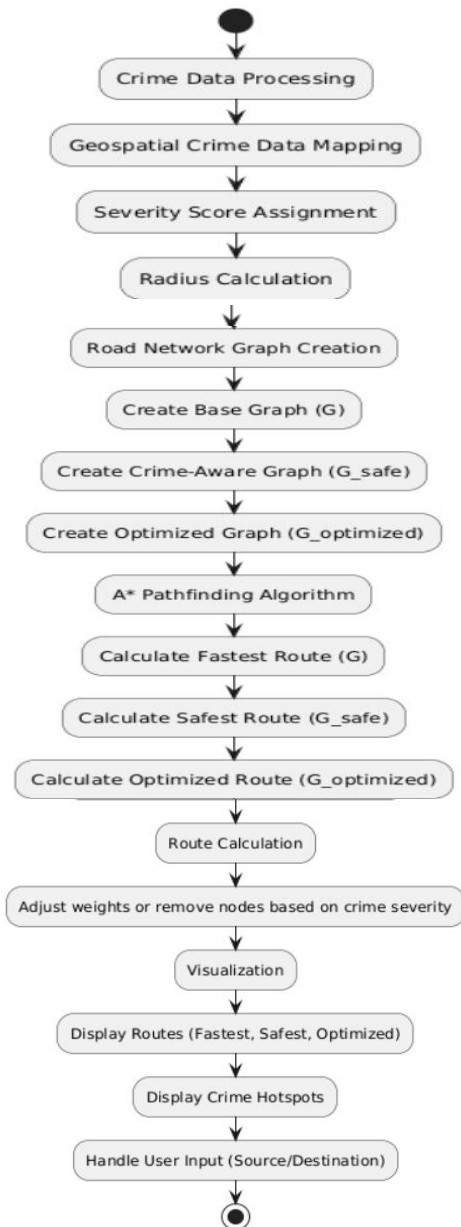 Crime Data Processing
Geospatial Crime Data Mapping
Severity Score Assignment
Radius Calculation
Road Network Graph Creation
Create Base Graph (G)
Create Crime-Aware Graph (G_safe)
Create Optimized Graph (G_optimized)
A* Pathfinding Algorithm
Calculate Fastest Route (G)
Calculate Safest Route (G_safe)
Calculate Optimized Route (G_optimized)
Route Calculation
Adjust weights or remove nodes based on crime severity
Visualization
Display Routes (Fastest, Safest, Optimized)
Display Crime Hotspots
Handle User Input (Source/Destination)